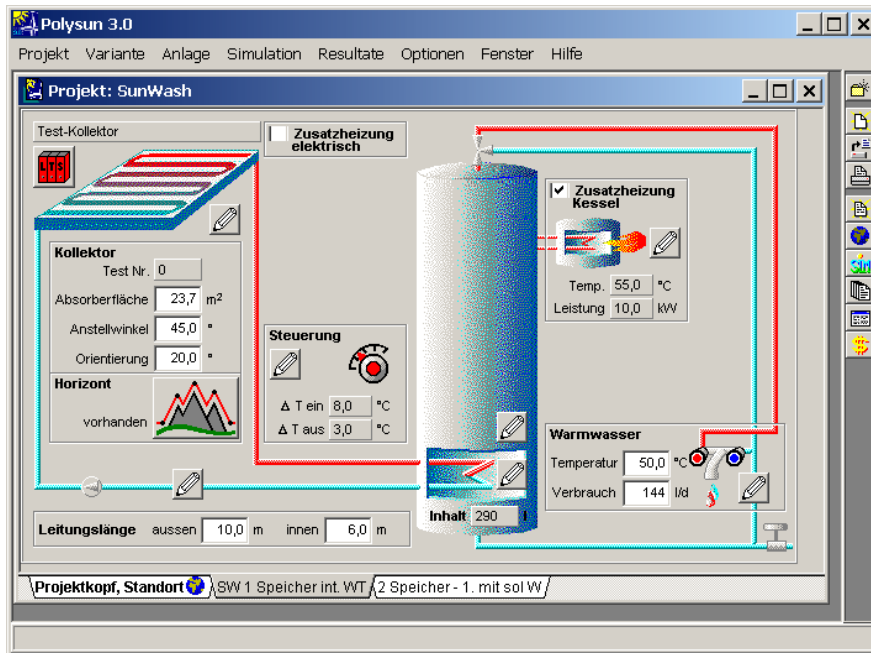 Polysun 3.0
Projekt Variante Anlage Simulation Resultate Optionen Fenster Hilfe
Projekt: SunWash
Test-Kollektor
LTS
Zusatzheizung
elektrisch
Zusatzheizung
Kessel
Temp. 55,0 °C
Leistung 10,0 kW
Kollektor
Test Nr. 0
Absorberfläche 23,7 m²
Anstellwinkel 45,0 °
Orientierung 20,0 °
Horizont
vorhanden
Steuerung
Δ T ein 8,0 °C
Δ T aus 3,0 °C
Warmwasser
Temperatur 50,0 °C
Verbrauch 144 l/d
Inhalt 290 l
Leitungslänge aussen 10,0 m innen 6,0 m
Projektkopf, Standort SW 1 Speicher int. WT 2 Speicher - 1. mit sol W